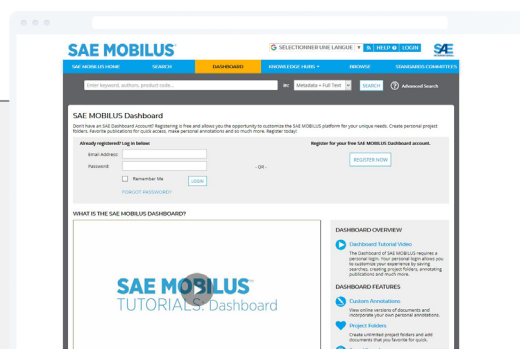 SAE MOBILUS
SÉLECTIONNER UNE LANGUE HELP LOGIN SAE
SAE MOBILUS HOME SEARCH DASHBOARD KNOWLEDGE HUBS BROWSE STANDARDS COMMITTEES
Enter keyword, authors, product code... in: Metadata + Full Text SEARCH Advanced Search
SAE MOBILUS Dashboard
Don't have an SAE Dashboard Account? Registering is free and allows you the opportunity to customize the SAE MOBILUS platform for your unique needs. Create personal project
folders, favorite publications for quick access, make personal annotations and so much more. Register today!
Already registered? Log in below:
Register for your free SAE MOBILUS Dashboard account.
Email Address:
Password:
- OR -
REGISTER NOW
Remember Me LOGIN
FORGOT PASSWORD?
WHAT IS THE SAE MOBILUS DASHBOARD?
SAE MOBILUS
TUTORIALS: Dashboard
DASHBOARD OVERVIEW
Dashboard Tutorial Video
The Dashboard of SAE MOBILUS requires a
personal login. Your personal login allows you
to customize your experience by saving
searches, creating project folders, annotating
publications and much more.
DASHBOARD FEATURES
Custom Annotations
View online versions of documents and
incorporate your own personal annotations.
Project Folders
Create unlimited project folders and add
documents that you favorite for quick.